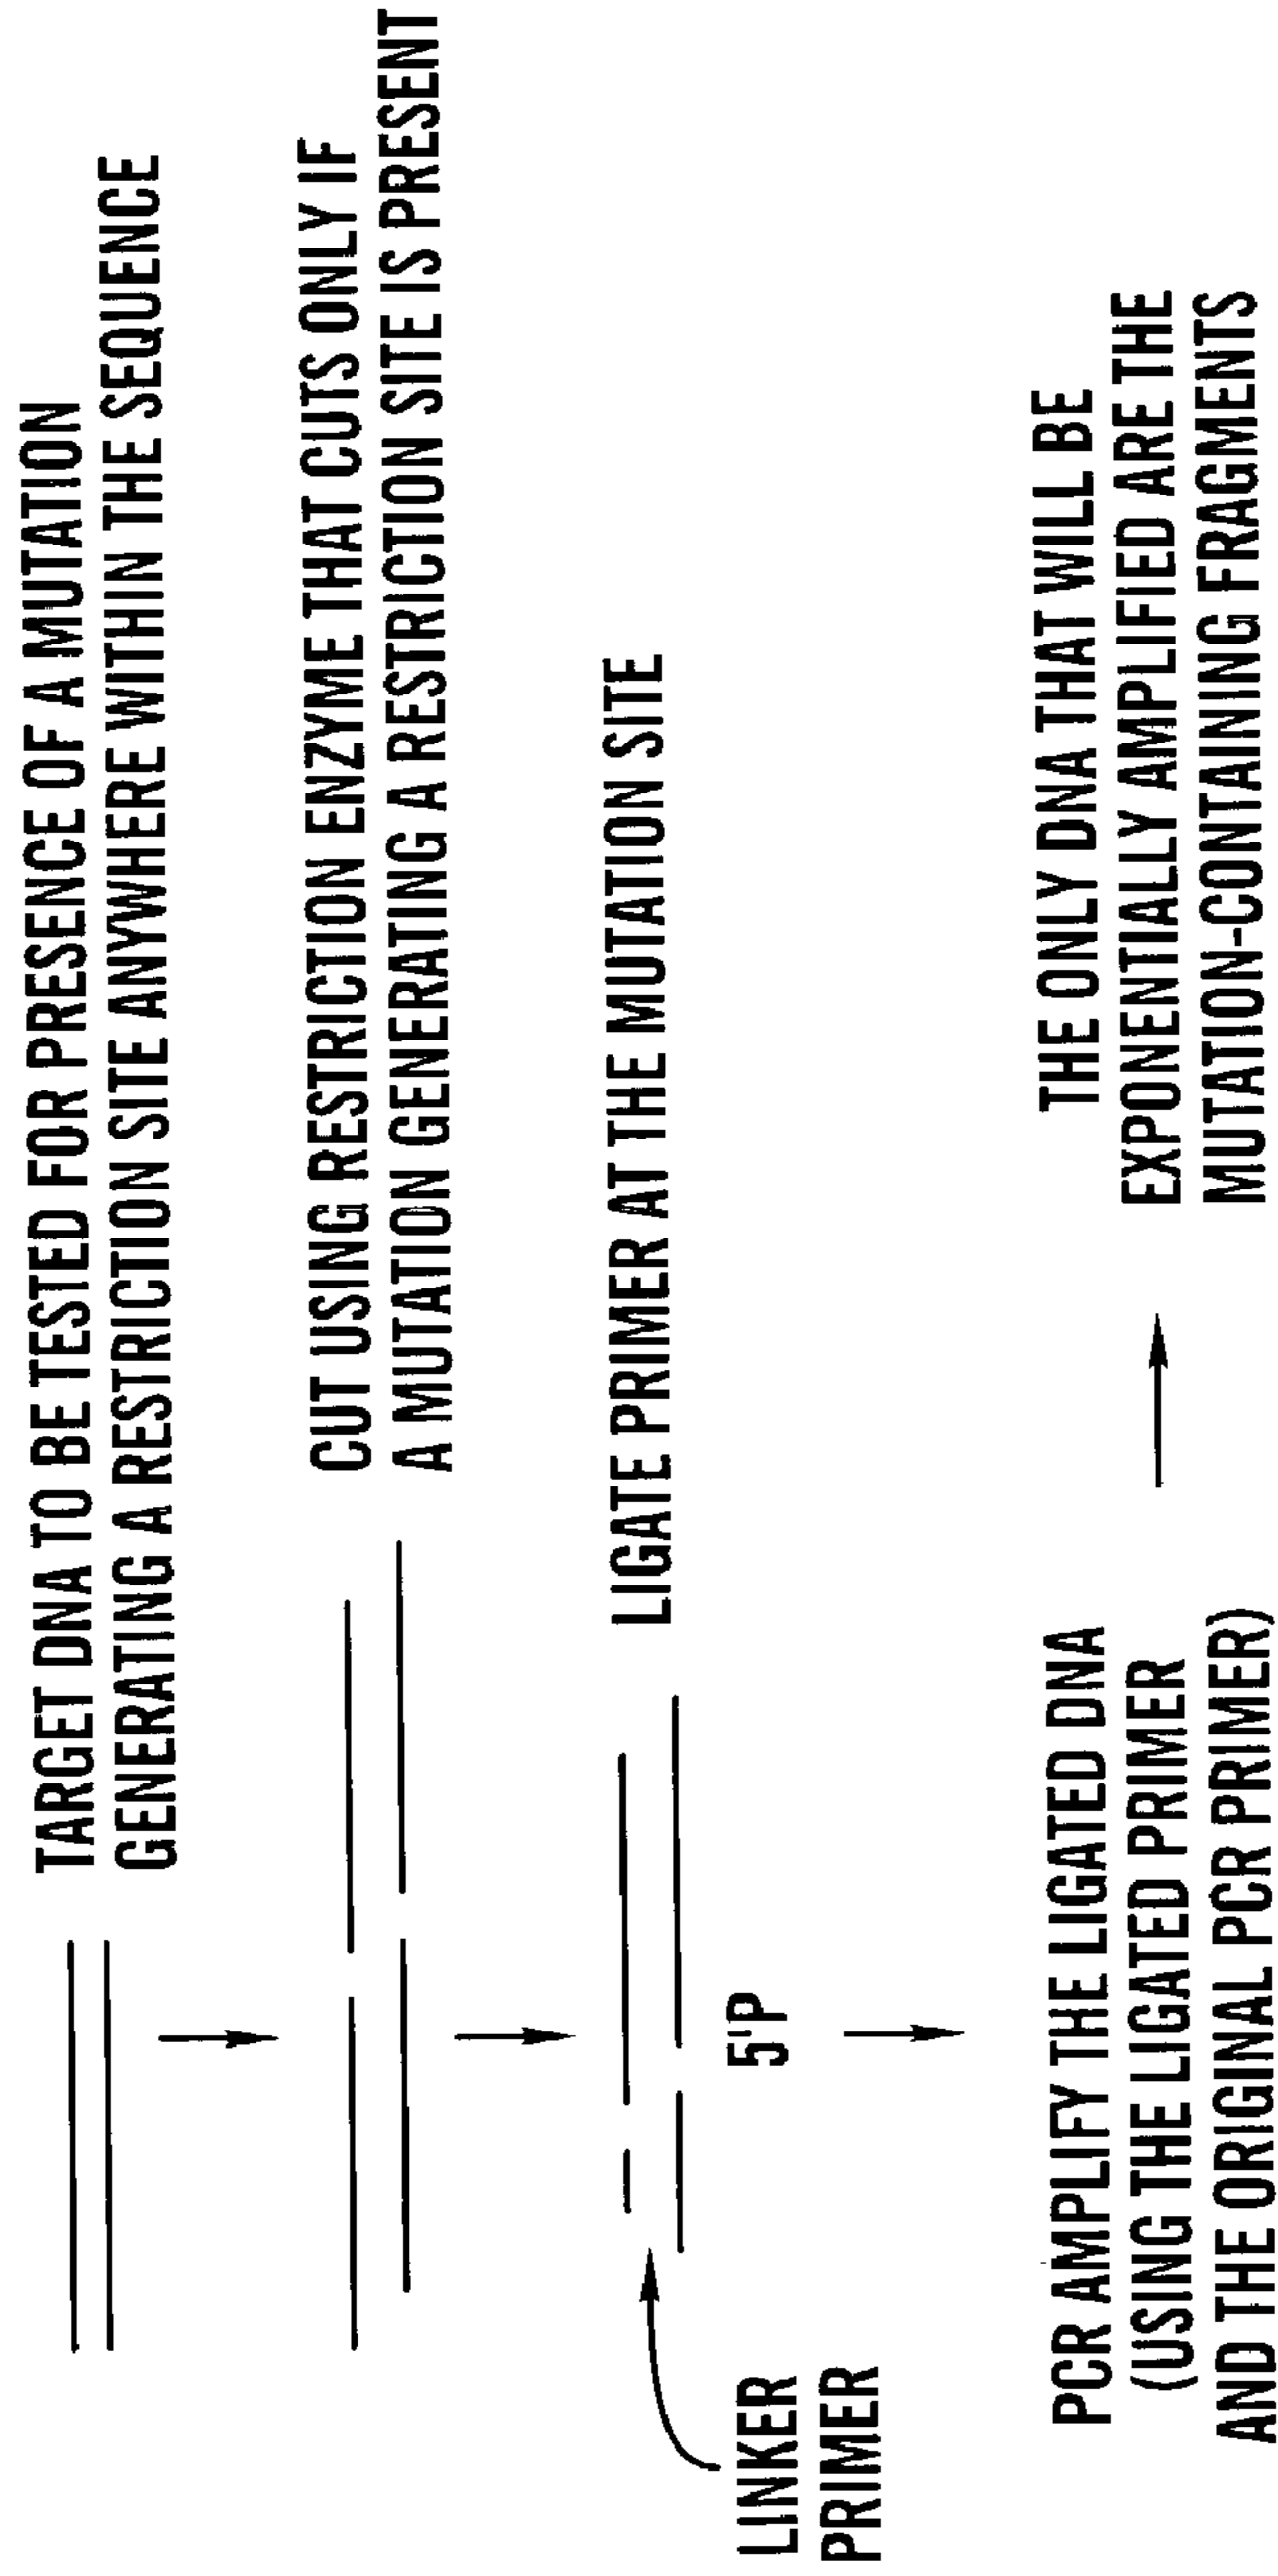 TARGET DNA TO BE TESTED FOR PRESENCE OF A MUTATION
GENERATING A RESTRICTION SITE ANYWHERE WITHIN THE SEQUENCE
CUT USING RESTRICTION ENZYME THAT CUTS ONLY IF
A MUTATION GENERATING A RESTRICTION SITE IS PRESENT
LIGATE PRIMER AT THE MUTATION SITE
5'P
LINKER
PRIMER
PCR AMPLIFY THE LIGATED DNA
(USING THE LIGATED PRIMER
AND THE ORIGINAL PCR PRIMER)
THE ONLY DNA THAT WILL BE
EXPONENTIALLY AMPLIFIED ARE THE
MUTATION-CONTAINING FRAGMENTS